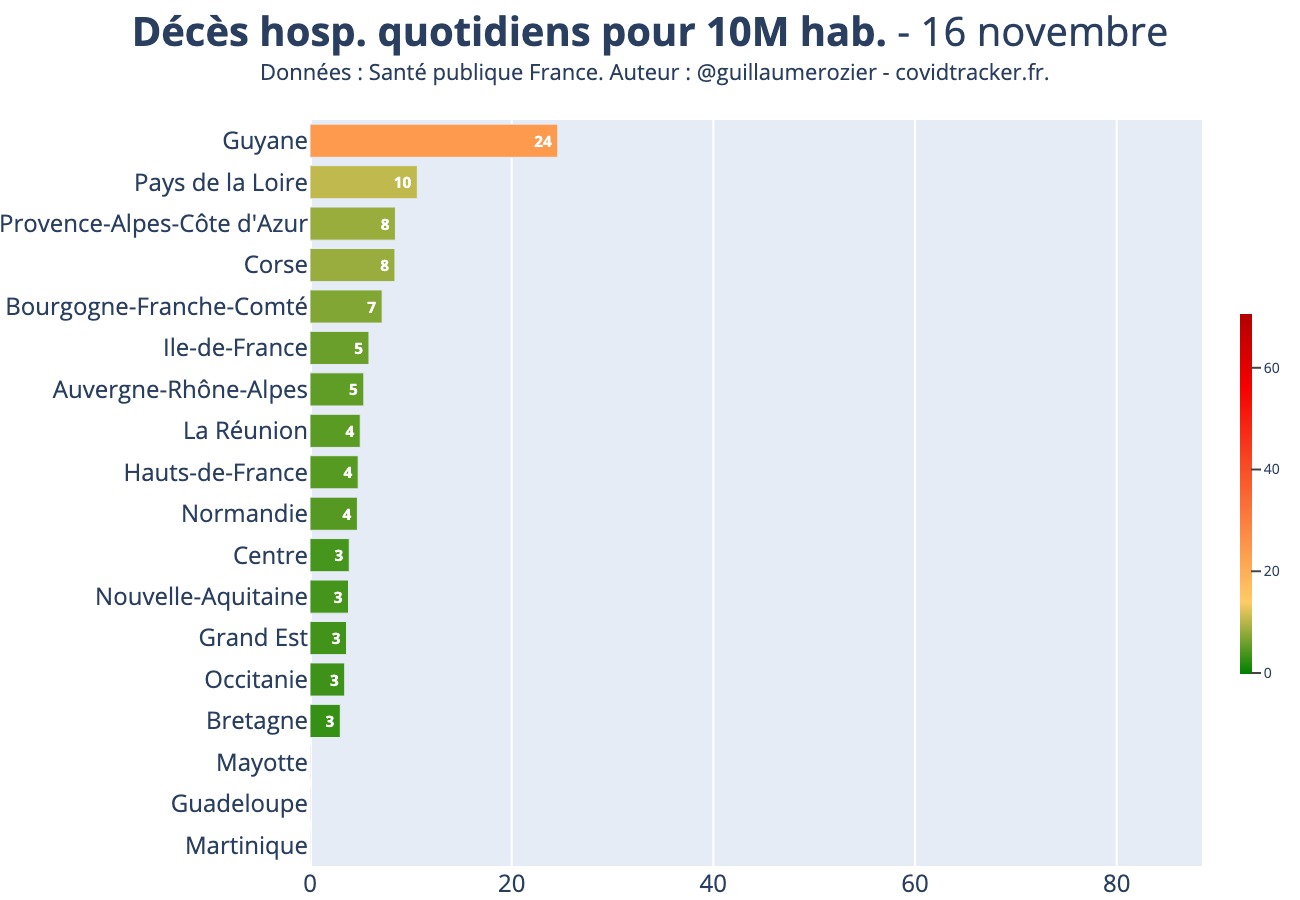 Décès hosp. quotidiens pour 10M hab. - 16 novembre
Données : Santé publique France. Auteur : @guillaumerozier - covidtracker.fr.
Guyane 24
Pays de la Loire 10
Provence-Alpes-Côte d'Azur 8
Corse 8
Bourgogne-Franche-Comté 7
Ile-de-France 5
Auvergne-Rhône-Alpes 5
La Réunion 4
Hauts-de-France 4
Normandie 4
Centre 3
Nouvelle-Aquitaine 3
Grand Est 3
Occitanie 3
Bretagne 3
Mayotte
Guadeloupe
Martinique
0 20 40 60 80
60
40
20
0